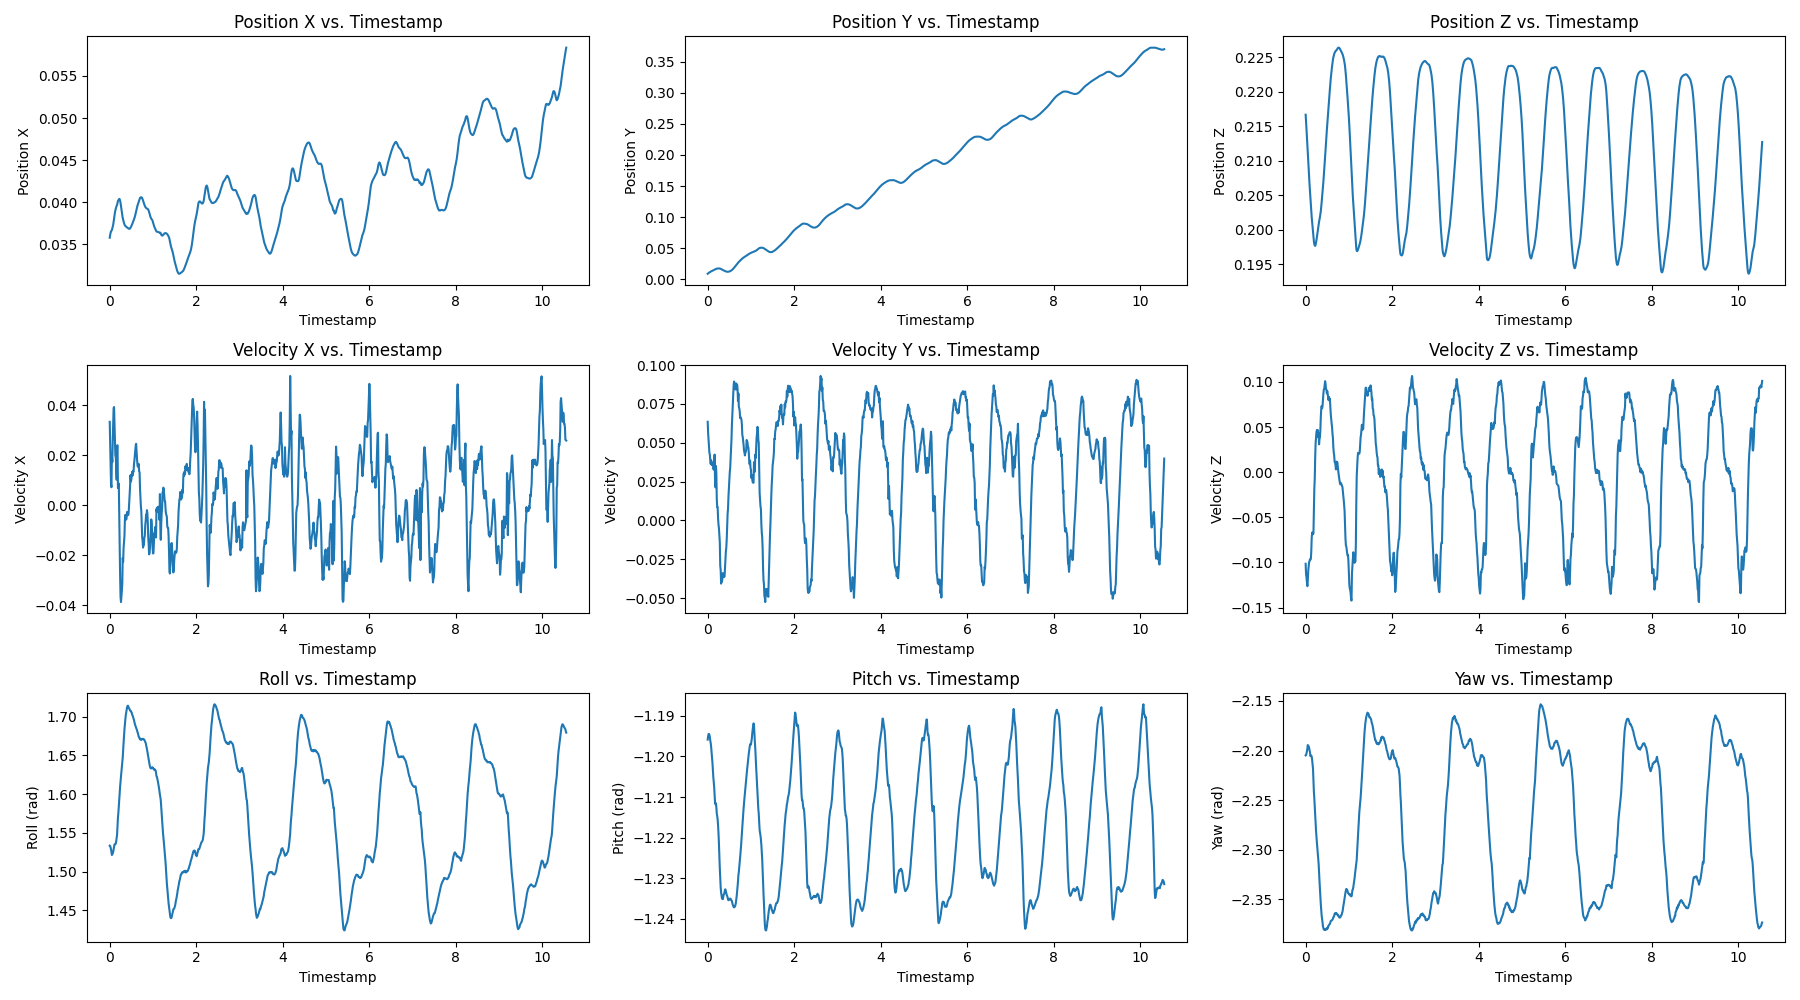 Position X vs. Timestamp
Position X
0.055
0.050
0.045
0.040
0.035
0 2 4 6 8 10
Timestamp
Position Y vs. Timestamp
Position Y
0.35
0.30
0.25
0.20
0.15
0.10
0.05
0.00
0 2 4 6 8 10
Timestamp
Position Z vs. Timestamp
Position Z
0.225
0.220
0.215
0.210
0.205
0.200
0.195
0 2 4 6 8 10
Timestamp
Velocity X vs. Timestamp
Velocity X
0.04
0.02
0.00
−0.02
−0.04
0 2 4 6 8 10
Timestamp
Velocity Y vs. Timestamp
Velocity Y
0.100
0.075
0.050
0.025
0.000
−0.025
−0.050
0 2 4 6 8 10
Timestamp
Velocity Z vs. Timestamp
Velocity Z
0.10
0.05
0.00
−0.05
−0.10
−0.15
0 2 4 6 8 10
Timestamp
Roll vs. Timestamp
Roll (rad)
1.70
1.65
1.60
1.55
1.50
1.45
0 2 4 6 8 10
Timestamp
Pitch vs. Timestamp
Pitch (rad)
−1.19
−1.20
−1.21
−1.22
−1.23
−1.24
0 2 4 6 8 10
Timestamp
Yaw vs. Timestamp
Yaw (rad)
−2.15
−2.20
−2.25
−2.30
−2.35
0 2 4 6 8 10
Timestamp